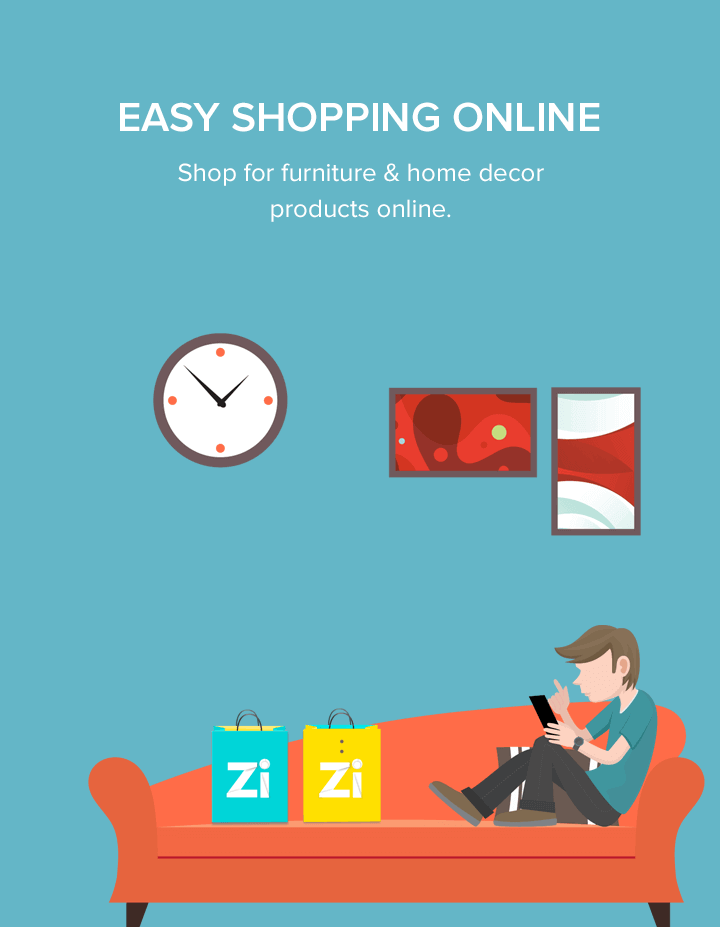 EASY SHOPPING ONLINE
Shop for furniture & home decor
products online.
Zi Zi